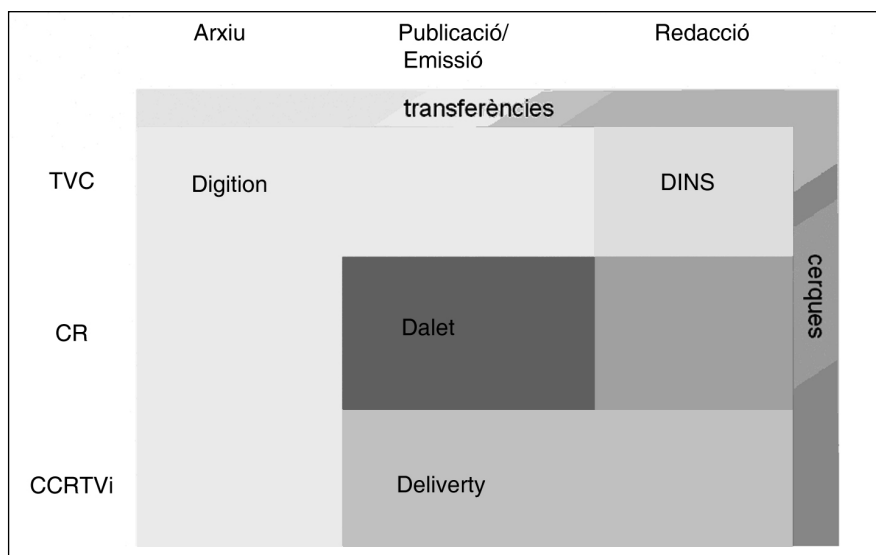 Arxiu
Publicació/
Emissió
Redacció
transferències
TVC
Digition
DINS
cerques
CR
Dalet
CCRTVi
Deliverty